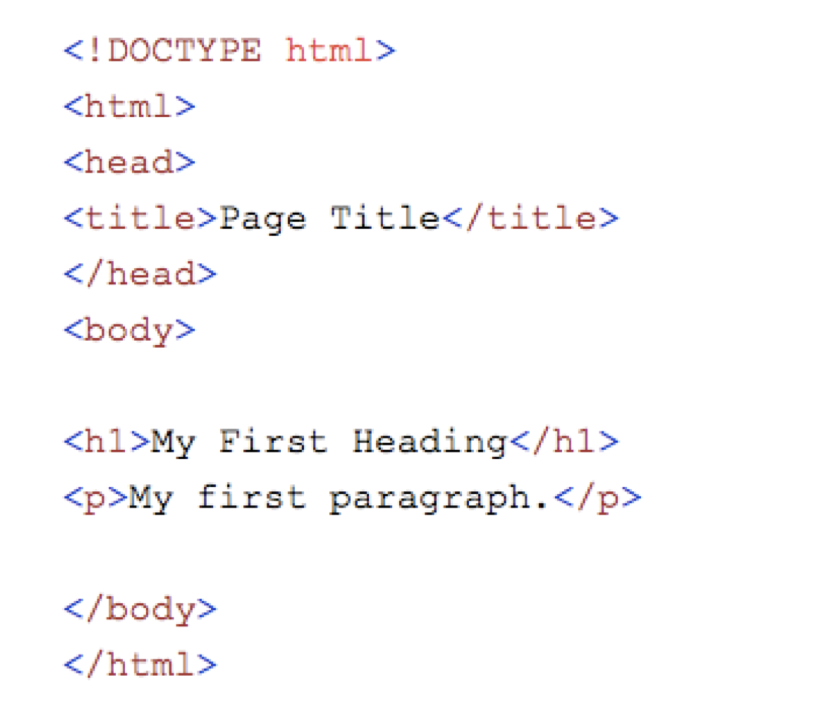 <!DOCTYPE html>
<html>
<head>
<title>Page Title</title>
</head>
<body>
<h1>My First Heading</h1>
<p>My first paragraph.</p>
</body>
</html>